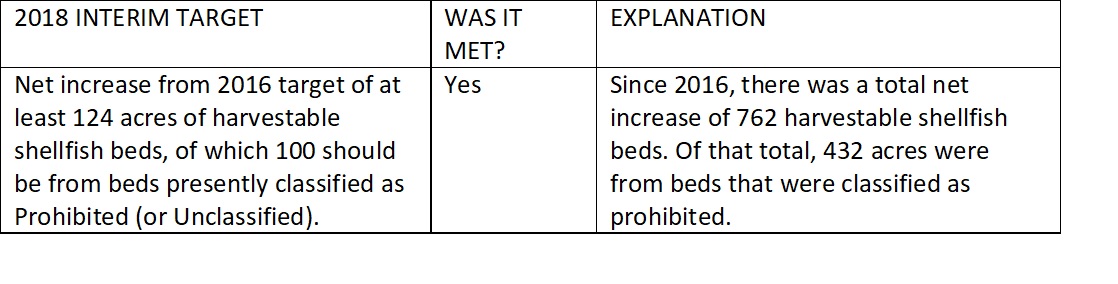 2018 INTERIM TARGET
WAS IT
MET?
EXPLANATION
Net increase from 2016 target of at
least 124 acres of harvestable
shellfish beds, of which 100 should
be from beds presently classified as
Prohibited (or Unclassified).
Yes
Since 2016, there was a total net
increase of 762 harvestable shellfish
beds. Of that total, 432 acres were
from beds that were classified as
prohibited.